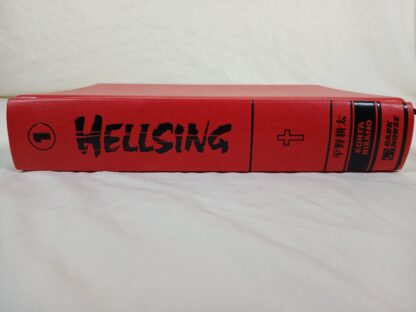 1
HELLSING
平野耕太
KOHTA
HIRANO
DARK
HORSE